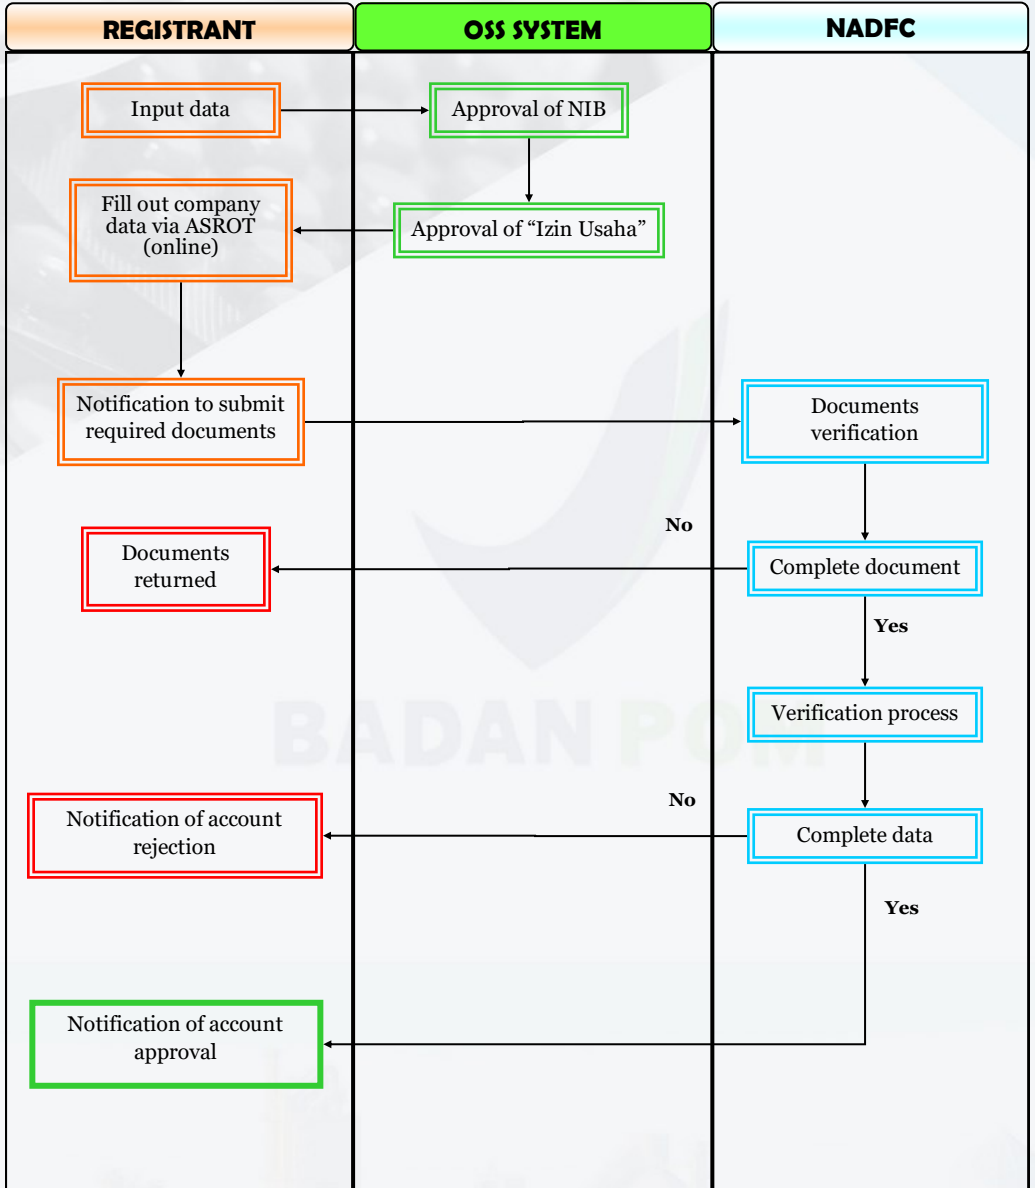 REGISTRANT
OSS SYSTEM
NADFC
Input data
Approval of NIB
Fill out company
data via ASROT
(online)
Approval of “Izin Usaha”
Notification to submit
required documents
Documents
verification
No
Documents
returned
Complete document
Yes
Verification process
BADAN POM
No
Notification of account
rejection
Complete data
Yes
Notification of account
approval